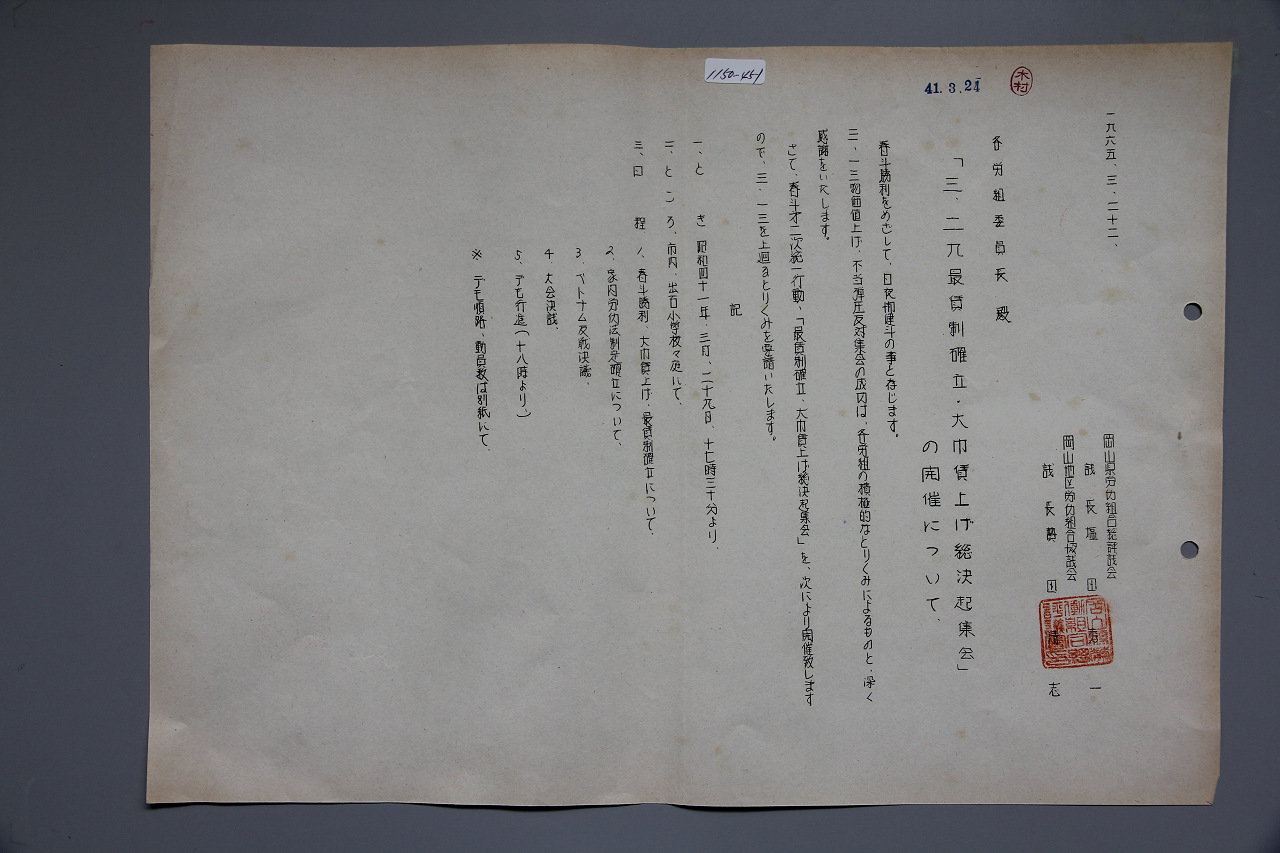 1150-451
41.3.24
木村
一九六五、三、二十二、
岡山県労仂組合総評議会
議長 塩田 一
岡山地区労仂組合協議会
議長 田 志
各労組委員長殿
「三、二九最賃制確立・大巾賃上げ総決起集会」
の開催について、
春斗勝利をめざして、日夜御健斗の事と存じます。
三、一三物価値上げ、不当弾圧反対集会の成功は、各労組の積極的なとりくみによるものと、深く
感謝をいたします。
さて、春斗才二次統一行動、「最賃制確立、大巾賃上げ総決起集会」を、次により開催致します
ので、三、一三を上廻るとりくみを要請いたします。
記
一、とき 昭和四十一年、三月、二十九日、十七時三十分より、
二、ところ、市内、出石小学校々庭にて、
三、日程 1、春斗勝利、大巾賃上げ、最賃制確立について、
2、家内労仂法制定確立について、
3、ベトナム反戦決議、
4、大会決議、
5、デモ行進(十八時より、)
※ デモ順路、動員数は別紙にて、